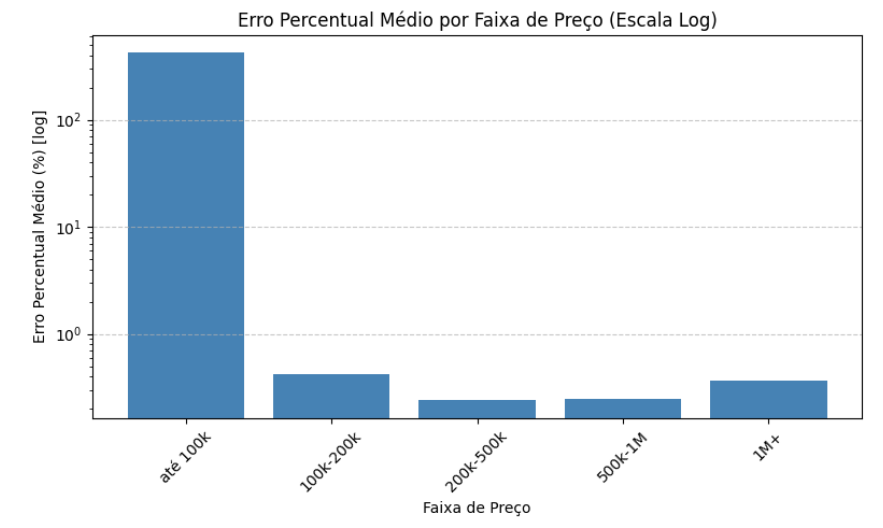 Erro Percentual Médio por Faixa de Preço (Escala Log)
Erro Percentual Médio (%) [log]
10²
10¹
10⁰
até 100k
100k-200k
200k-500k
500k-1M
1M+
Faixa de Preço